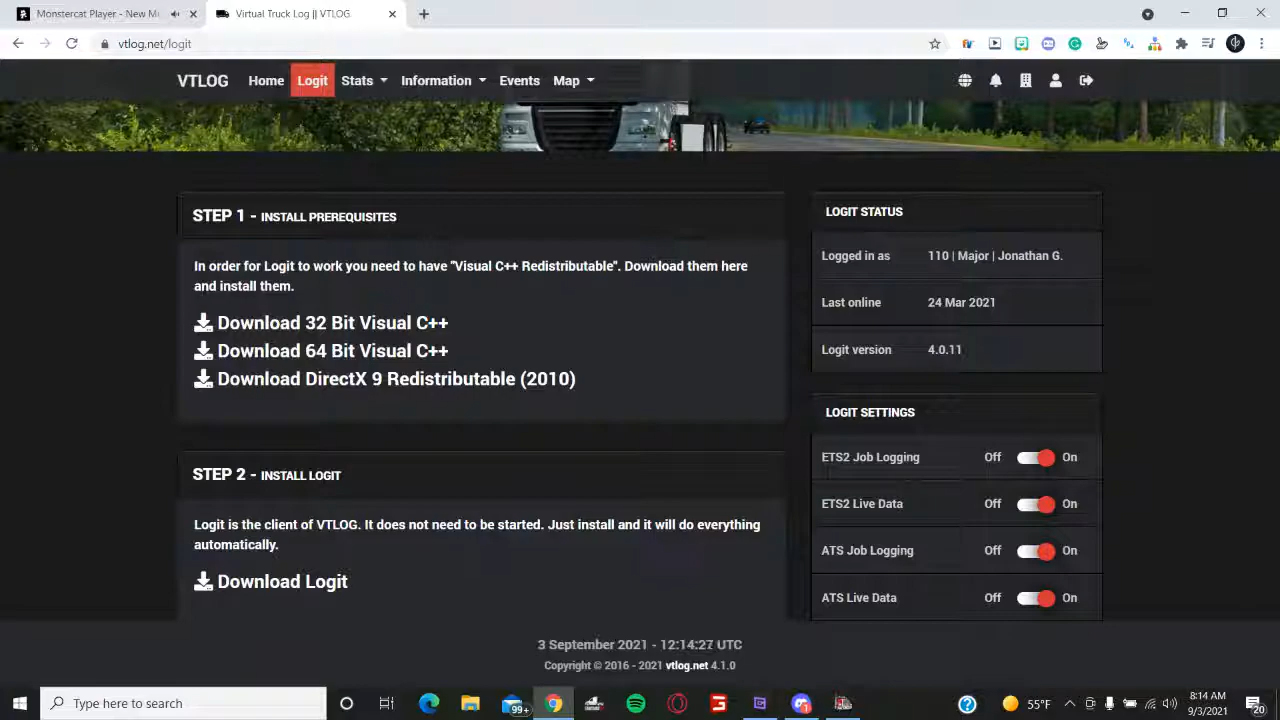 Monstercat Player - New Mu
Virtual Truck Log || VTLOG
vtlog.net/logit
VTLOG Home Logit Stats Information Events Map
STEP 1 - INSTALL PREREQUISITES
In order for Logit to work you need to have "Visual C++ Redistributable". Download them here
and install them.
Download 32 Bit Visual C++
Download 64 Bit Visual C++
Download DirectX 9 Redistributable (2010)
STEP 2 - INSTALL LOGIT
Logit is the client of VTLOG. It does not need to be started. Just install and it will do everything
automatically.
Download Logit
LOGIT STATUS
Logged in as 110 | Major | Jonathan G.
Last online 24 Mar 2021
Logit version 4.0.11
LOGIT SETTINGS
ETS2 Job Logging Off On
ETS2 Live Data Off On
ATS Job Logging Off On
ATS Live Data Off On
3 September 2021 - 12:14:27 UTC
Copyright © 2016 - 2021 vtlog.net 4.1.0
Type here to search
99+
55°F
8:14 AM
9/3/2021
20